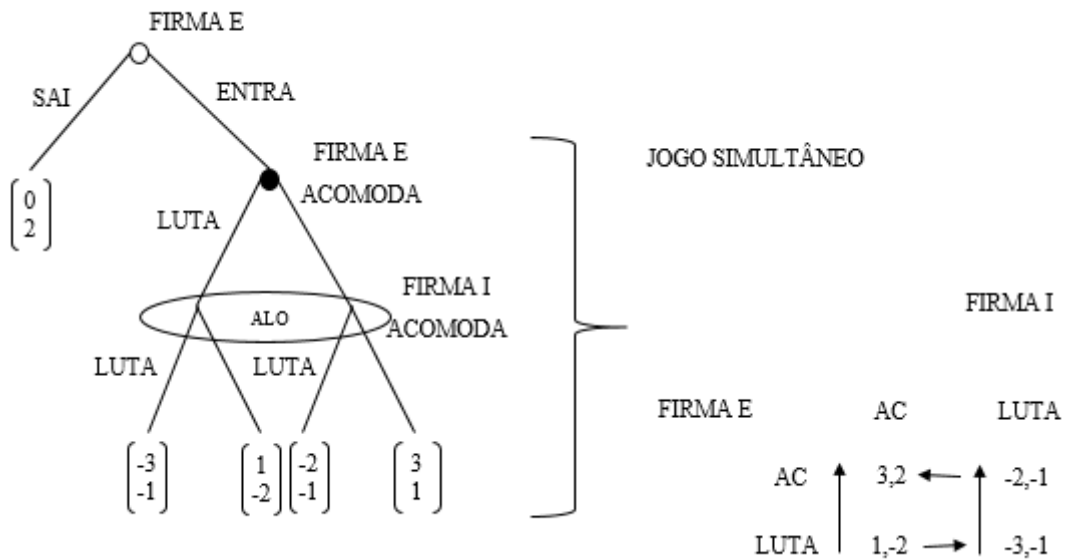 FIRMA E
SAI
ENTRA
FIRMA E
ACOMODA
JOGO SIMULTÂNEO
0
2
LUTA
FIRMA I
ALO
ACOMODA
FIRMA I
LUTA
LUTA
FIRMA E AC LUTA
-3 1 -2 3
-1 -2 -1 1
AC 3,2 -2,-1
LUTA 1,-2 -3,-1